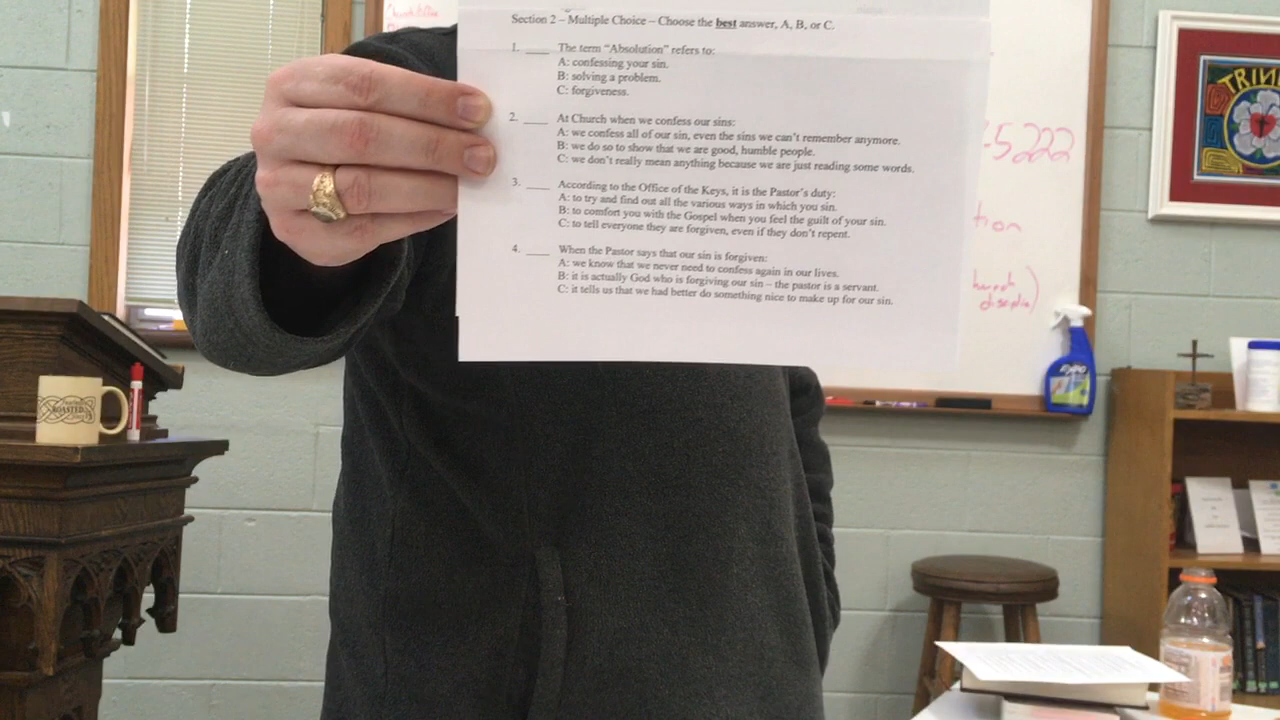 Section 2 – Multiple Choice – Choose the best answer, A, B, or C.
1. ____ The term “Absolution” refers to:
A: confessing your sin.
B: solving a problem.
C: forgiveness.
2. ____ At Church when we confess our sins:
A: we confess all of our sin, even the sins we can’t remember anymore.
B: we do so to show that we are good, humble people.
C: we don’t really mean anything because we are just reading some words.
3. ____ According to the Office of the Keys, it is the Pastor’s duty:
A: to try and find out all the various ways in which you sin.
B: to comfort you with the Gospel when you feel the guilt of your sin.
C: to tell everyone they are forgiven, even if they don’t repent.
4. ____ When the Pastor says that our sin is forgiven:
A: we know that we never need to confess again in our lives.
B: it is actually God who is forgiving our sin – the pastor is a servant.
C: it tells us that we had better do something nice to make up for our sin.
-5222
tion
TRINI
EXPO
ROASTED